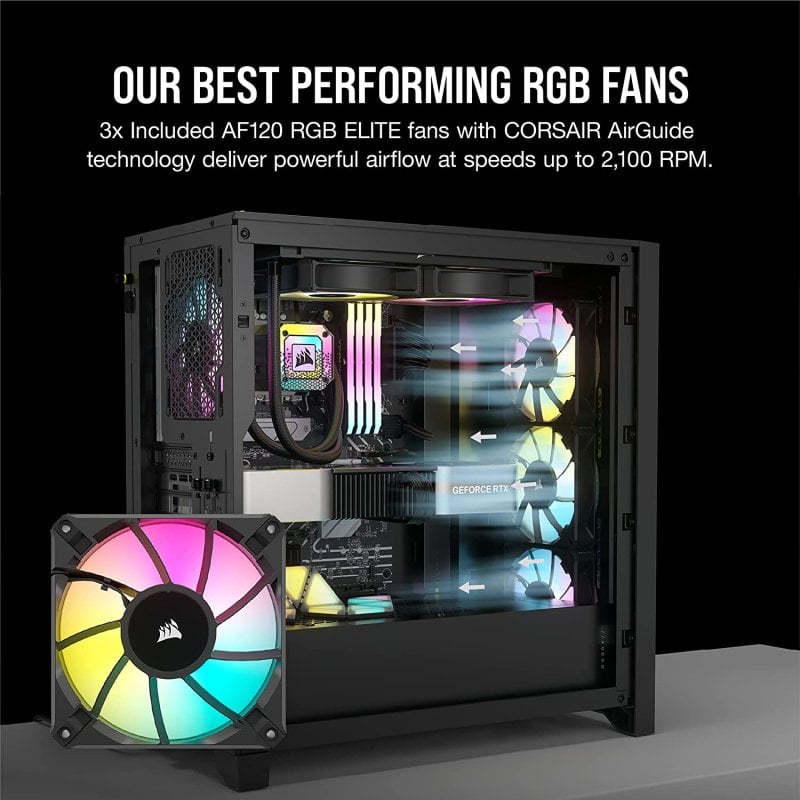 OUR BEST PERFORMING RGB FANS
3x Included AF120 RGB ELITE fans with CORSAIR AirGuide
technology deliver powerful airflow at speeds up to 2,100 RPM.
GEFORCE RTX